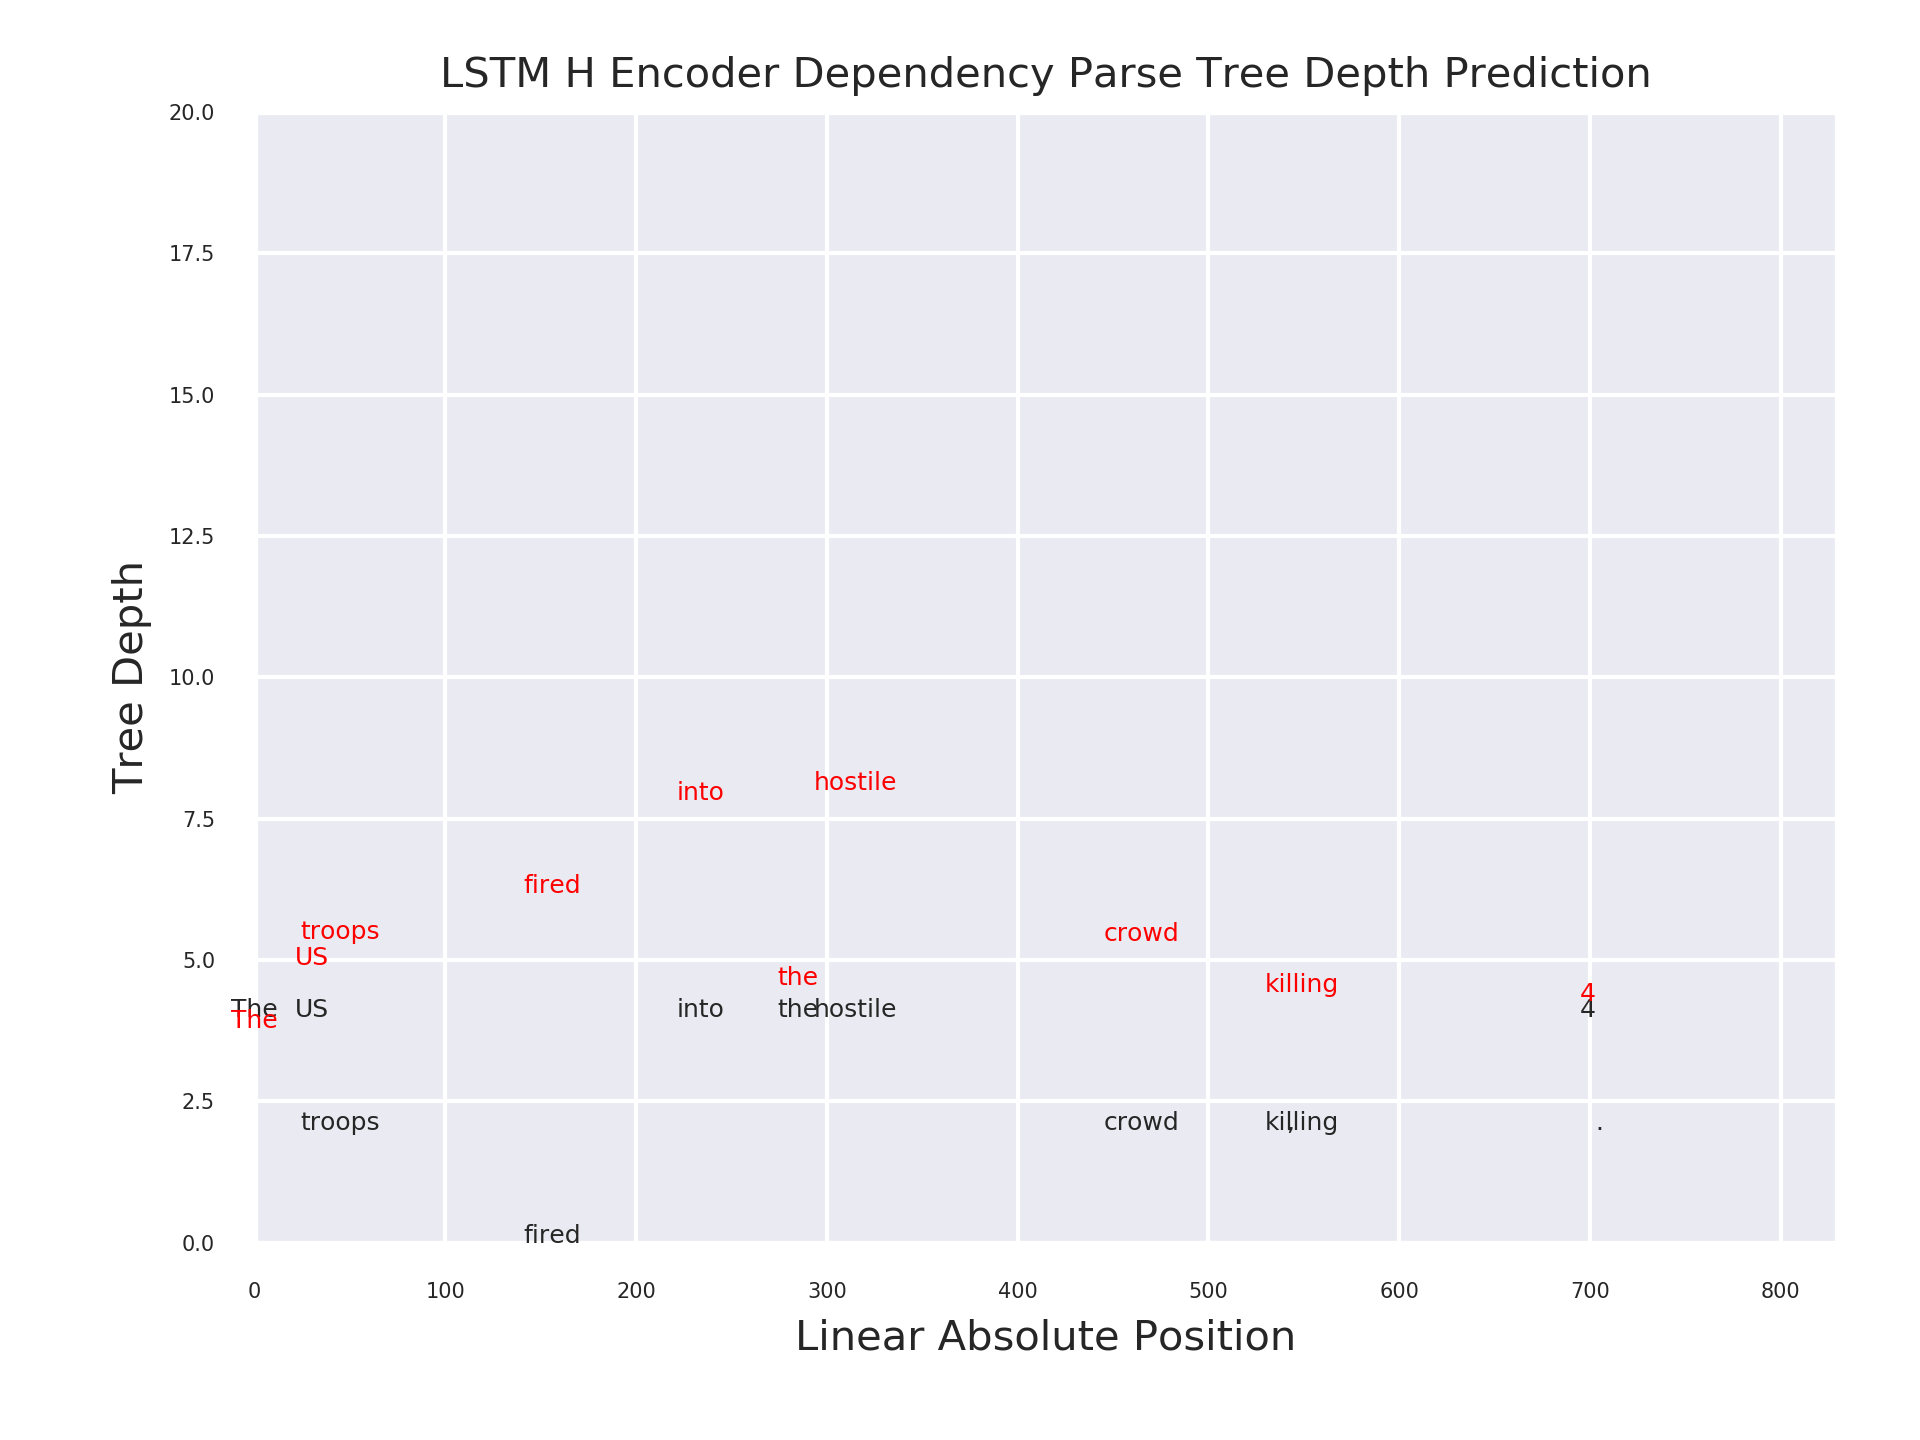 LSTM H Encoder Dependency Parse Tree Depth Prediction
20.0
17.5
15.0
12.5
10.0
7.5
5.0
2.5
0.0
Tree Depth
into hostile
fired
troops crowd
US
the killing 4
The US into the hostile 4
The
troops crowd killing , .
fired
0 100 200 300 400 500 600 700 800
Linear Absolute Position